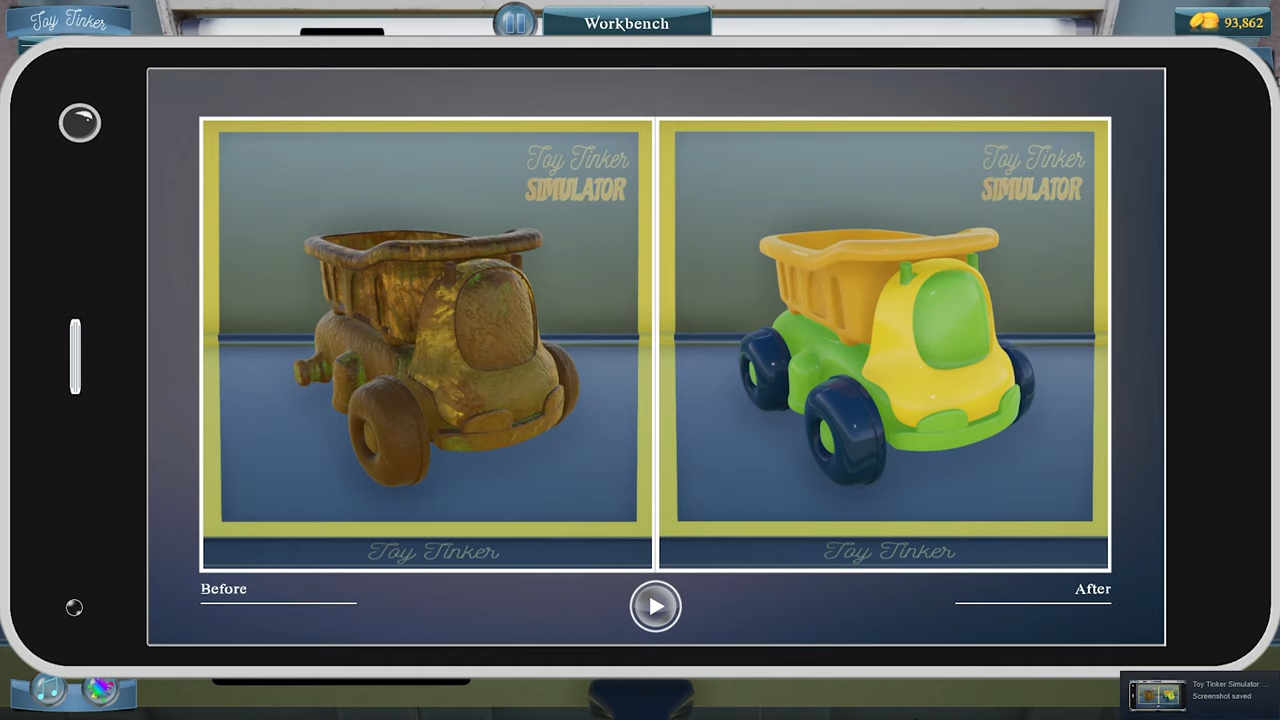 Toy Tinker
Workbench
93,862
Toy Tinker
SIMULATOR
Toy Tinker
SIMULATOR
Toy Tinker
Toy Tinker
Before
After
Toy Tinker Simulator: ...
Screenshot saved